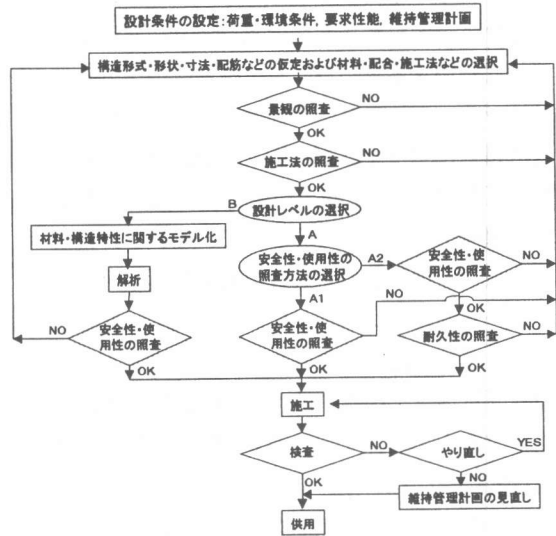 設計条件の設定:荷重・環境条件, 要求性能, 維持管理計画
構造形式・形状・寸法・配筋などの仮定および材料・配合・施工法などの選択
景観の照査
NO
OK
施工法の照査
NO
OK
B
設計レベルの選択
A
材料・構造特性に関するモデル化
解析
安全性・使用性の
照査方法の選択
A2
安全性・使
用性の照査
NO
A1
NO
OK
NO
安全性・使
用性の照査
安全性・使
用性の照査
耐久性の照査
NO
OK
OK
OK
施工
検査
NO
やり直し
YES
OK
NO
維持管理計画の見直し
供用